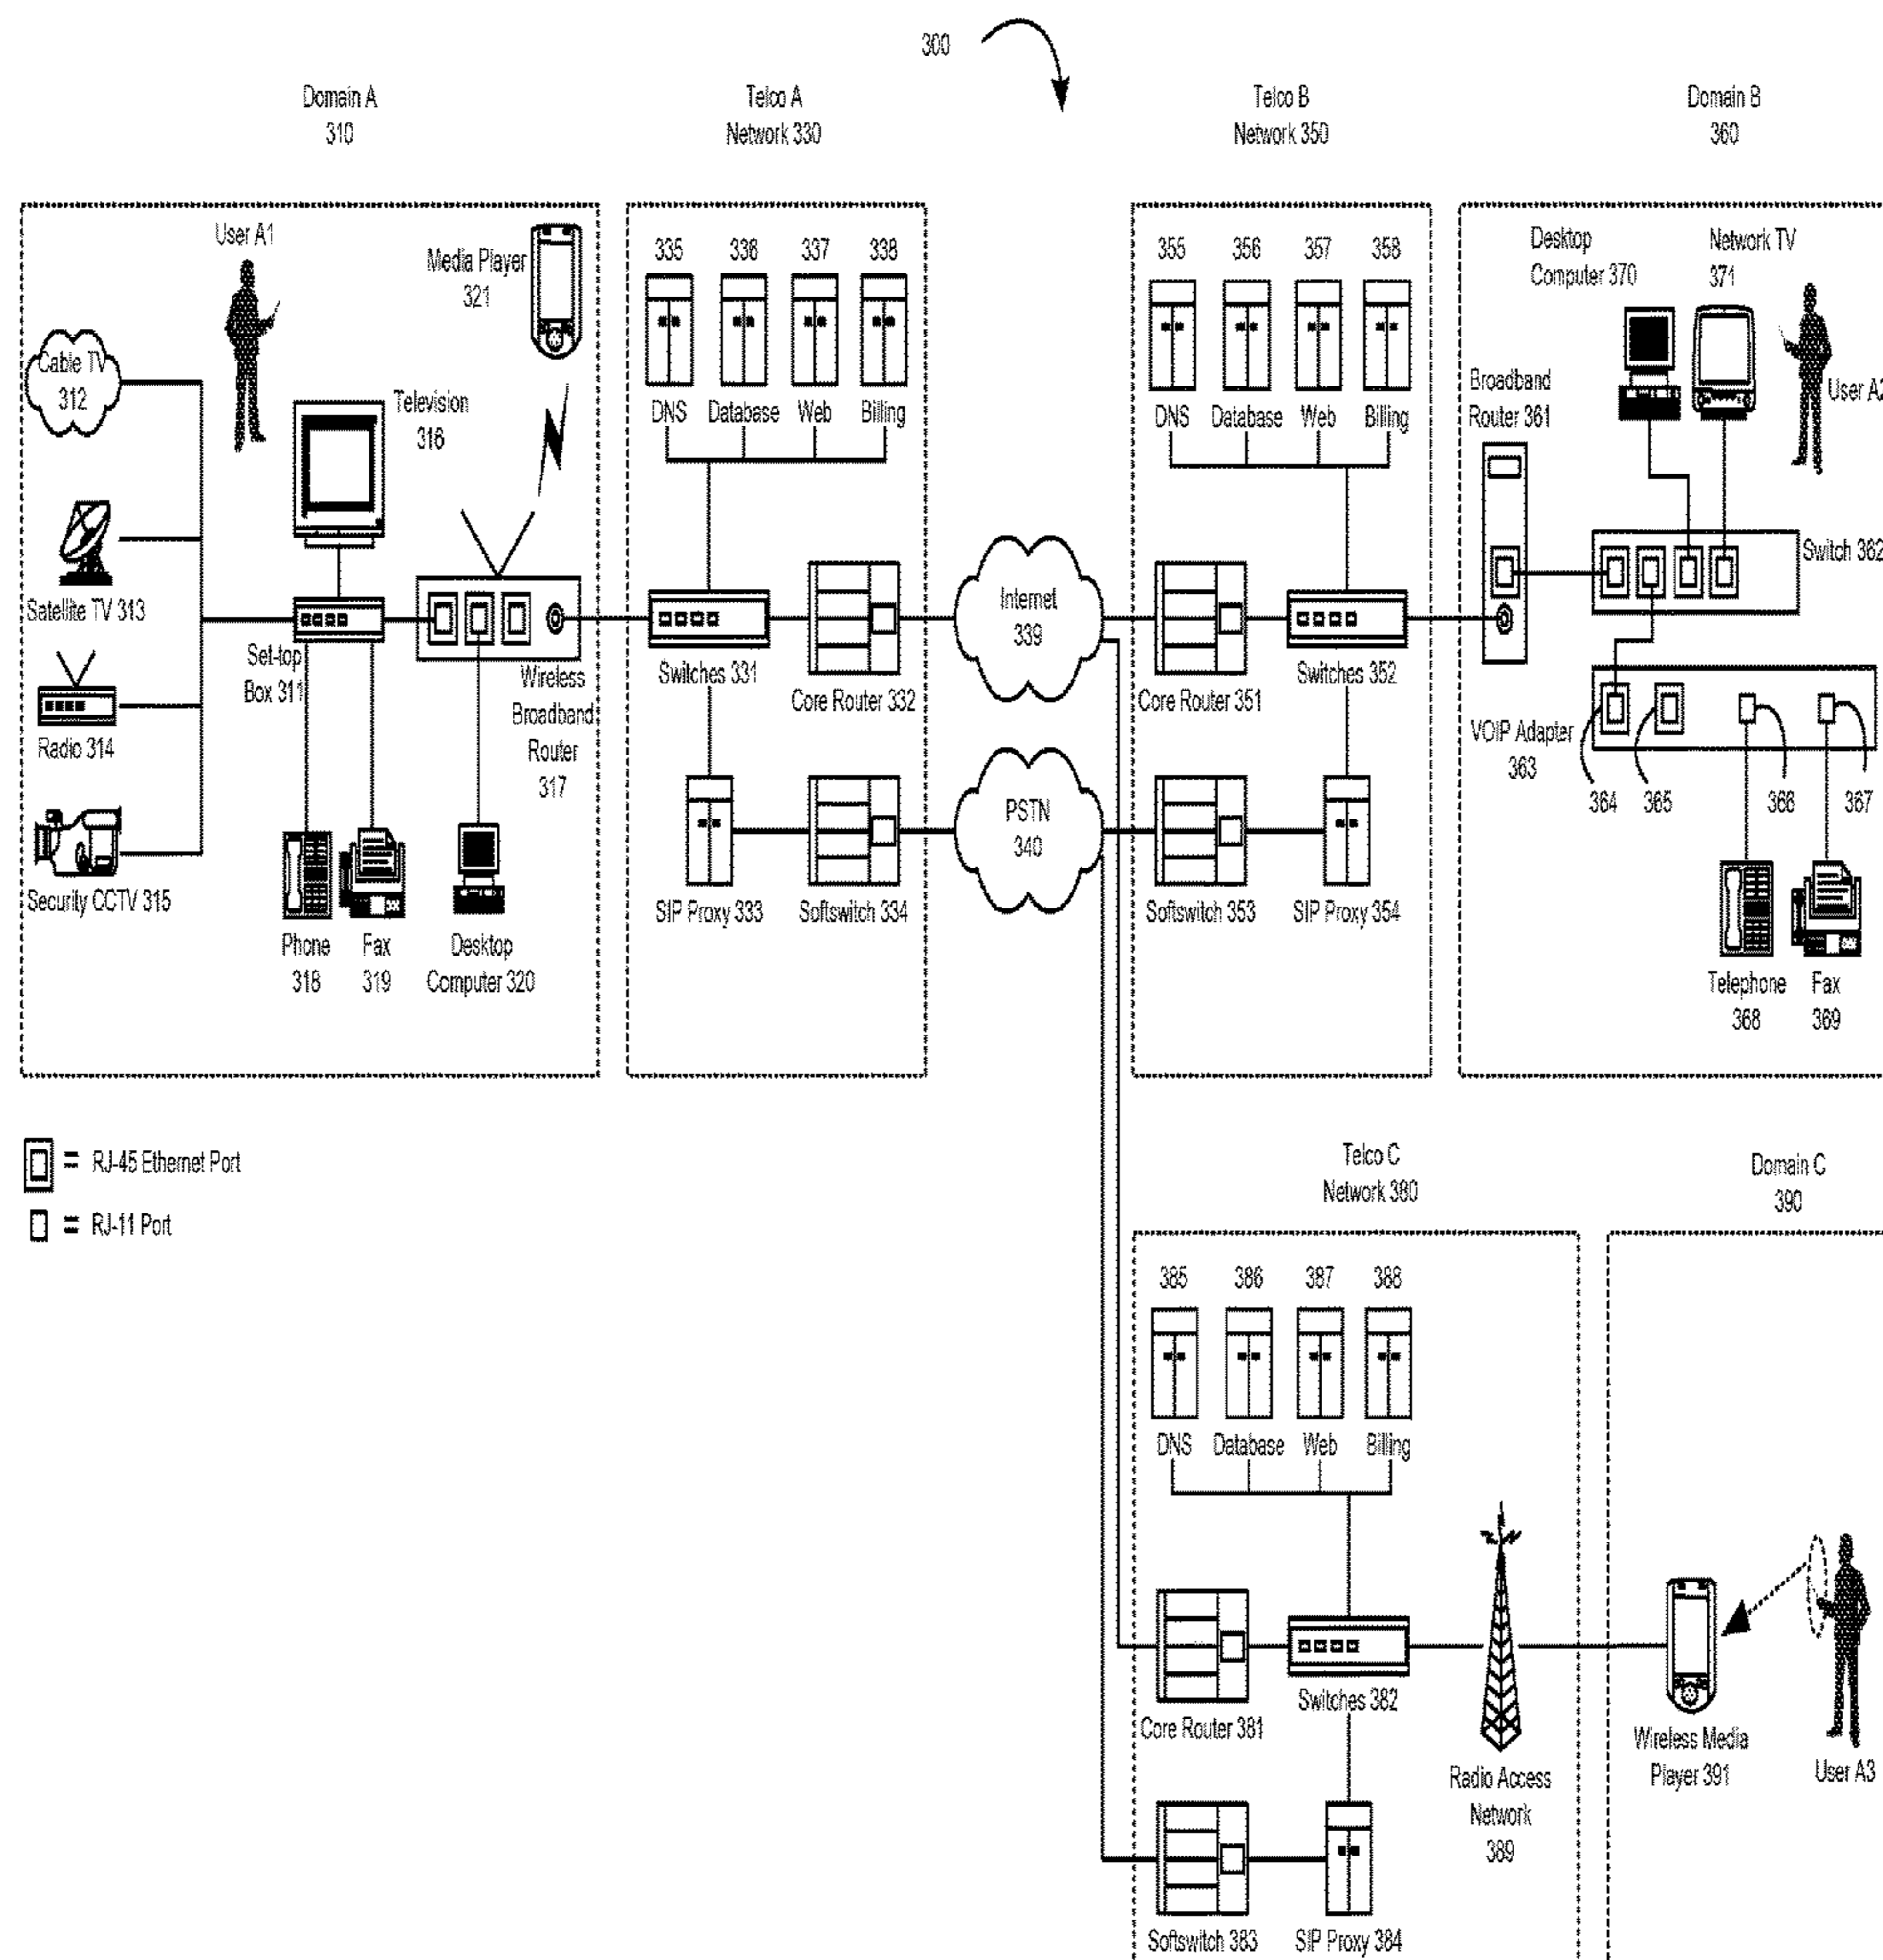 300
Domain A
310
Telco A
Network 330
Telco B
Network 350
Domain B
360
User A1
Media Player
321
Cable TV
312
Television
316
Satellite TV 313
Set-top
Box 311
Radio 314
Wireless
Broadband
Router
317
Security CCTV 315
Phone
318
Fax
319
Desktop
Computer 320
335
336
337
338
DNS
Database
Web
Billing
Switches 331
Core Router 332
SIP Proxy 333
Softswitch 334
Internet
339
PSTN
340
355
356
357
358
DNS
Database
Web
Billing
Core Router 351
Switches 352
Softswitch 353
SIP Proxy 354
Desktop
Computer 370
Network TV
371
Broadband
Router 361
User A2
Switch 362
VOIP Adapter
363
364
365
366
367
Telephone
368
Fax
369
= RJ-45 Ethernet Port
= RJ-11 Port
Telco C
Network 380
Domain C
390
385
386
387
388
DNS
Database
Web
Billing
Core Router 381
Switches 382
Radio Access
Network
389
Softswitch 383
SIP Proxy 384
Wireless Media
Player 391
User A3